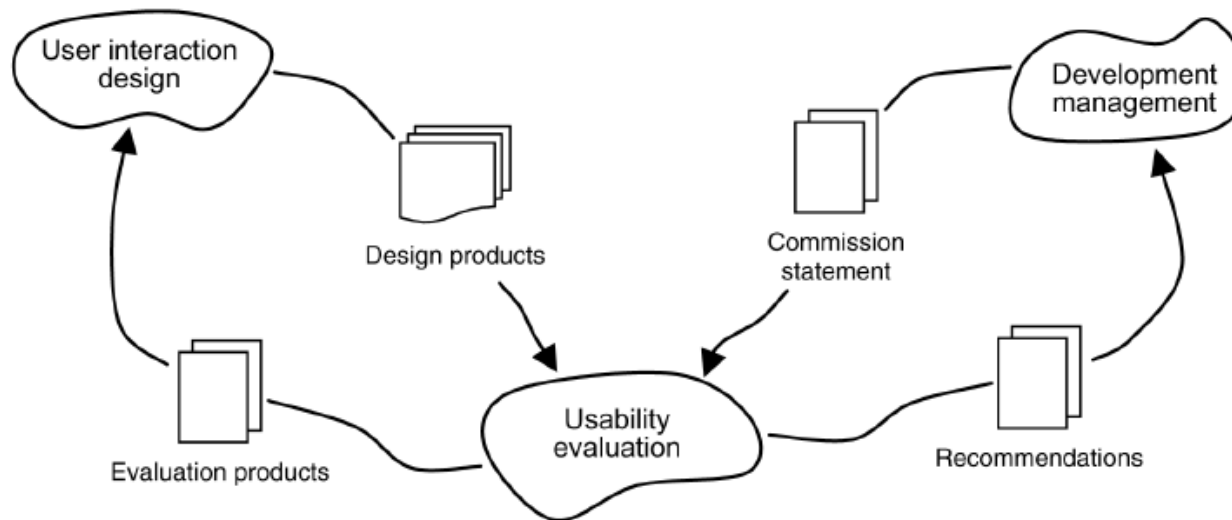 User interaction
design
Development
management
Design products
Commission
statement
Usability
evaluation
Evaluation products
Recommendations